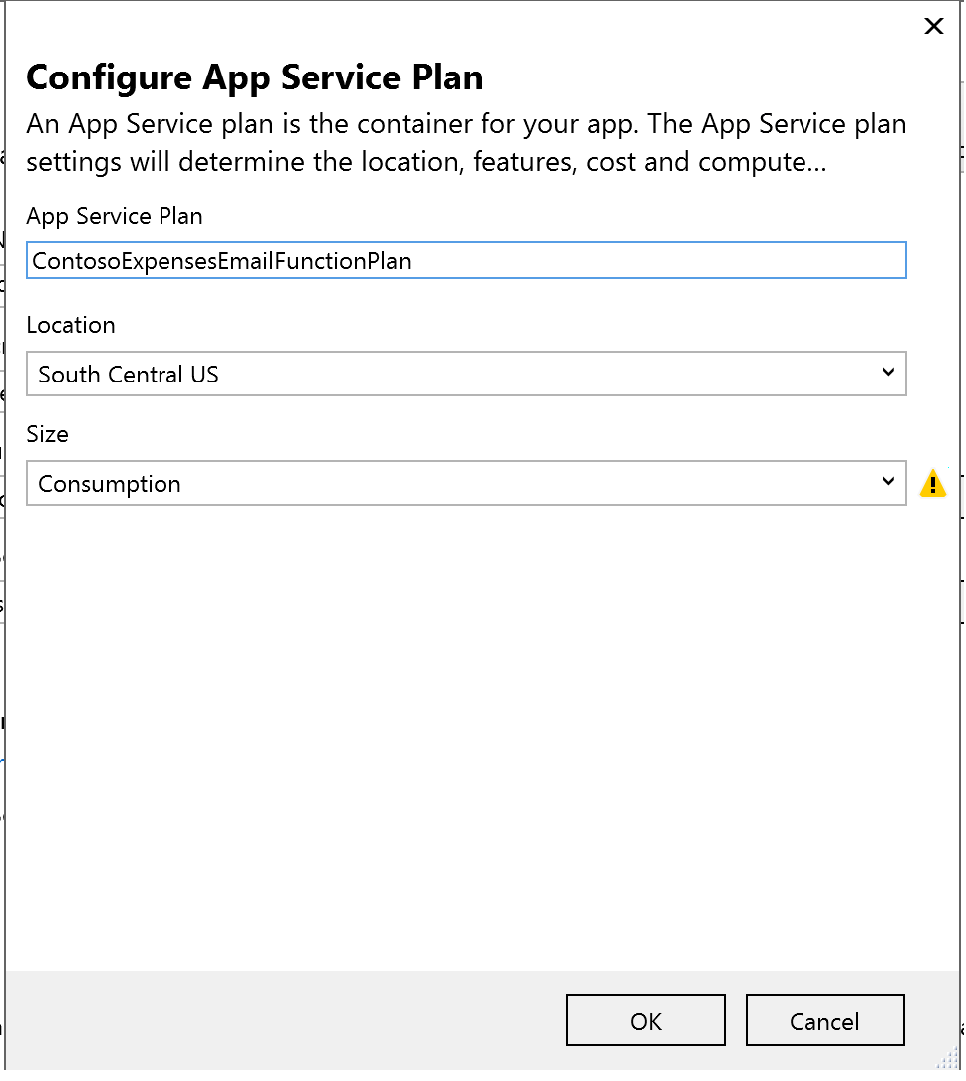 Configure App Service Plan
An App Service plan is the container for your app. The App Service plan
settings will determine the location, features, cost and compute...
App Service Plan
ContosoExpensesEmailFunctionPlan
Location
South Central US
Size
Consumption
OK
Cancel